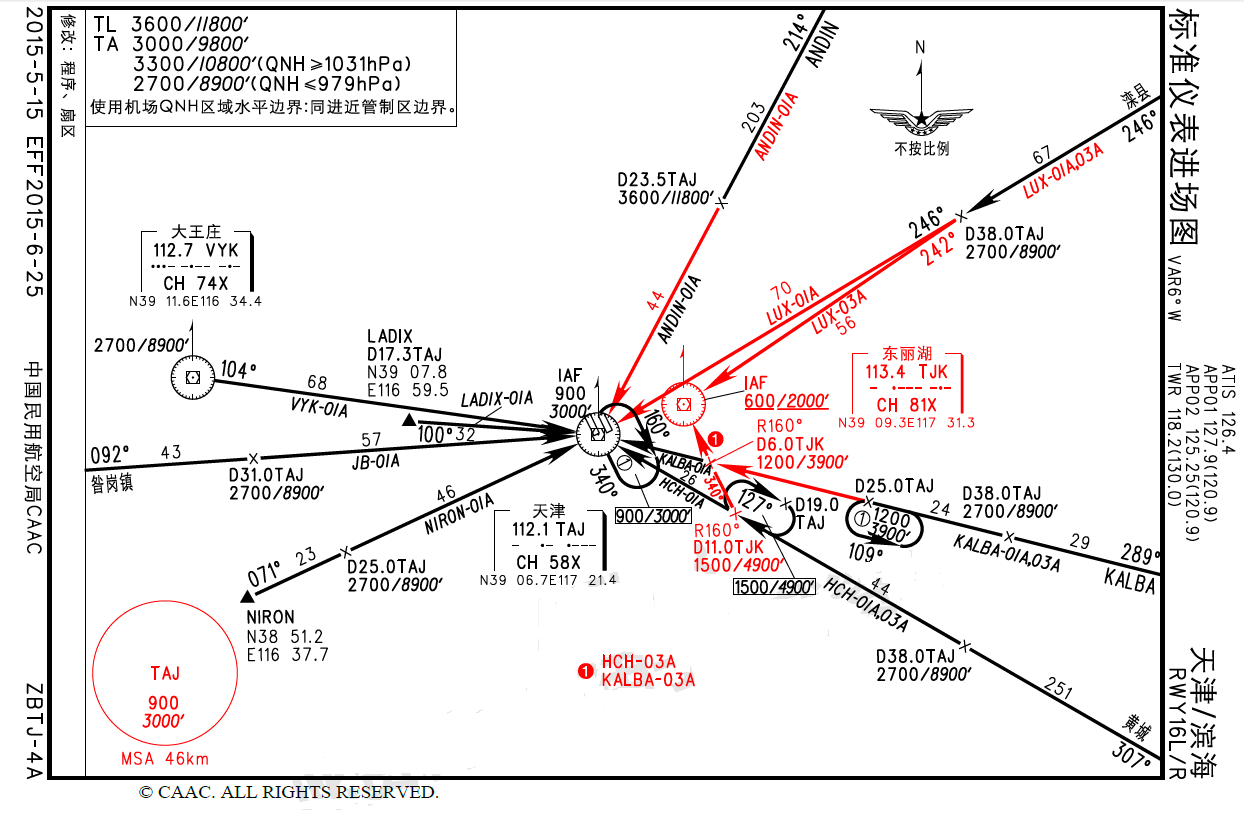 TL 3600/11800′
TA 3000/9800′
3300/10800′(QNH≥1031hPa)
2700/8900′(QNH≤979hPa)
使用机场QNH区域水平边界:同进近管制区边界。
修改: 程序、扇区
2015-5-15 EFF2015-6-25
中国民用航空局CAAC
ZBTJ-4A
标准仪表进场图
VAR6°W
ATIS 126.4
APP01 127.9(120.9)
APP02 125.25(120.9)
TWR 118.2(130.0)
天津/滨海
RWY16L/R
N
不按比例
214°
ANDIN
203
ANDIN-01A
D23.5TAJ
3600/11800′
44
ANDIN-01A
滦县
246°
67
LUX-01A,03A
246°
242°
D38.0TAJ
2700/8900′
70
LUX-01A
LUX-03A
56
大王庄
112.7 VYK
CH 74X
N39 11.6E116 34.4
2700/8900′
104°
68
VYK-01A
LADIX
D17.3TAJ
N39 07.8
E116 59.5
LADIX-01A
100°
32
IAF
900
3000′
160°
340°
①
900/3000′
092°
43
昝岗镇
D31.0TAJ
2700/8900′
57
JB-01A
46
NIRON-01A
23
071°
D25.0TAJ
2700/8900′
NIRON
N38 51.2
E116 37.7
天津
112.1 TAJ
CH 58X
N39 06.7E117 21.4
东丽湖
113.4 TJK
CH 81X
N39 09.3E117 31.3
IAF
600/2000′
R160°
D6.0TJK
1200/3900′
1
KALBA-01A
26
HCH-01A
340°
R160°
D11.0TJK
1500/4900′
127°
D19.0
TAJ
1500/4900′
D25.0TAJ
①
1200
3900′
109°
24
D38.0TAJ
2700/8900′
KALBA-01A,03A
29
289°
KALBA
44
HCH-01A,03A
D38.0TAJ
2700/8900′
251
黄城
307°
1 HCH-03A
KALBA-03A
TAJ
900
3000′
MSA 46km
© CAAC. ALL RIGHTS RESERVED.